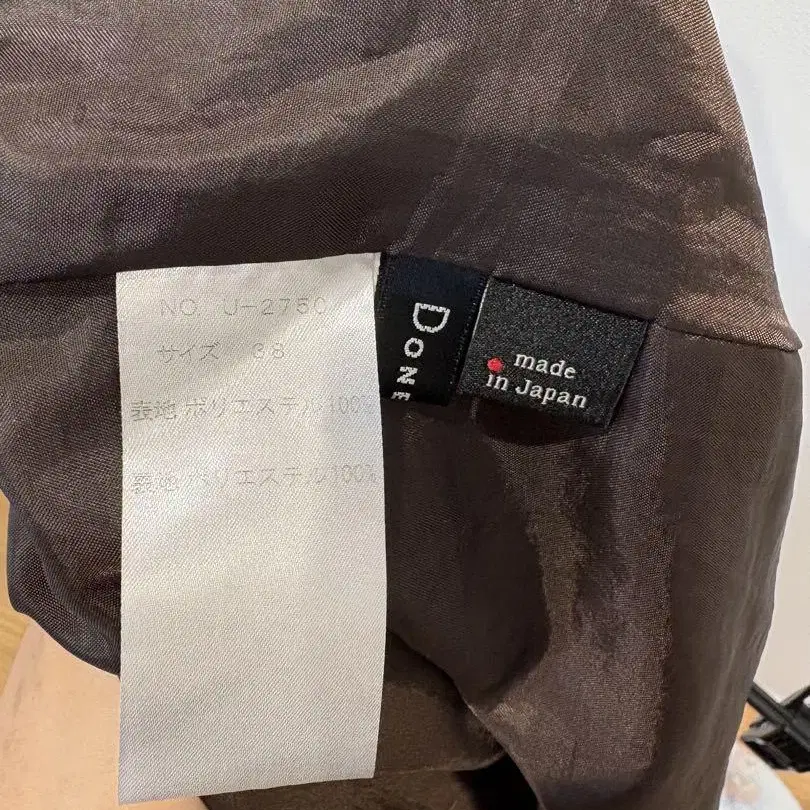 NO. U-2750
サイズ 38
表地 ポリエステル100%
裏地 ポリエステル100%
DONE
made
in Japan